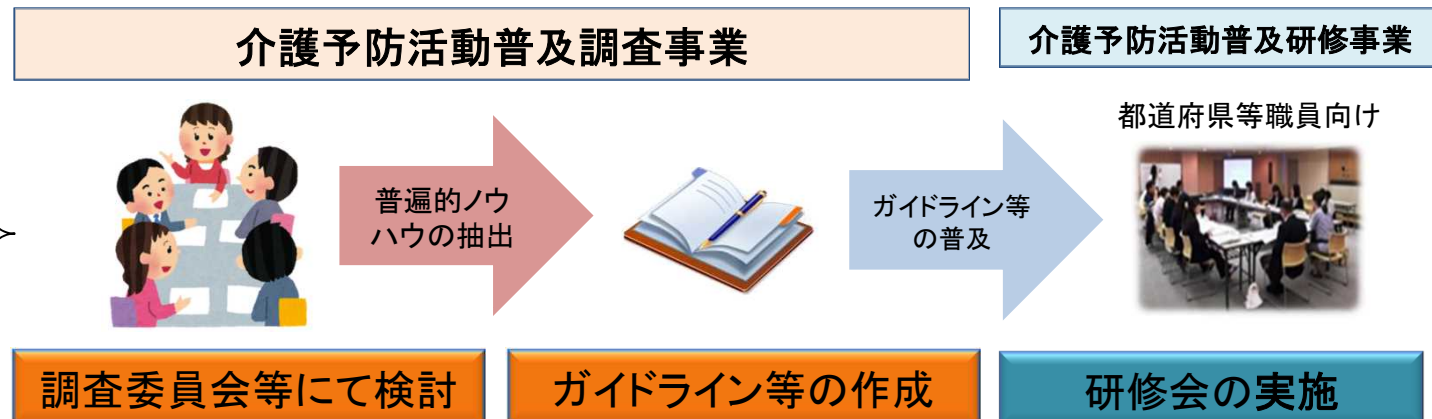 介護予防活動普及調査事業
介護予防活動普及研修事業
都道府県等職員向け
普遍的ノウ
ハウの抽出
ガイドライン等
の普及
調査委員会等にて検討
ガイドライン等の作成
研修会の実施